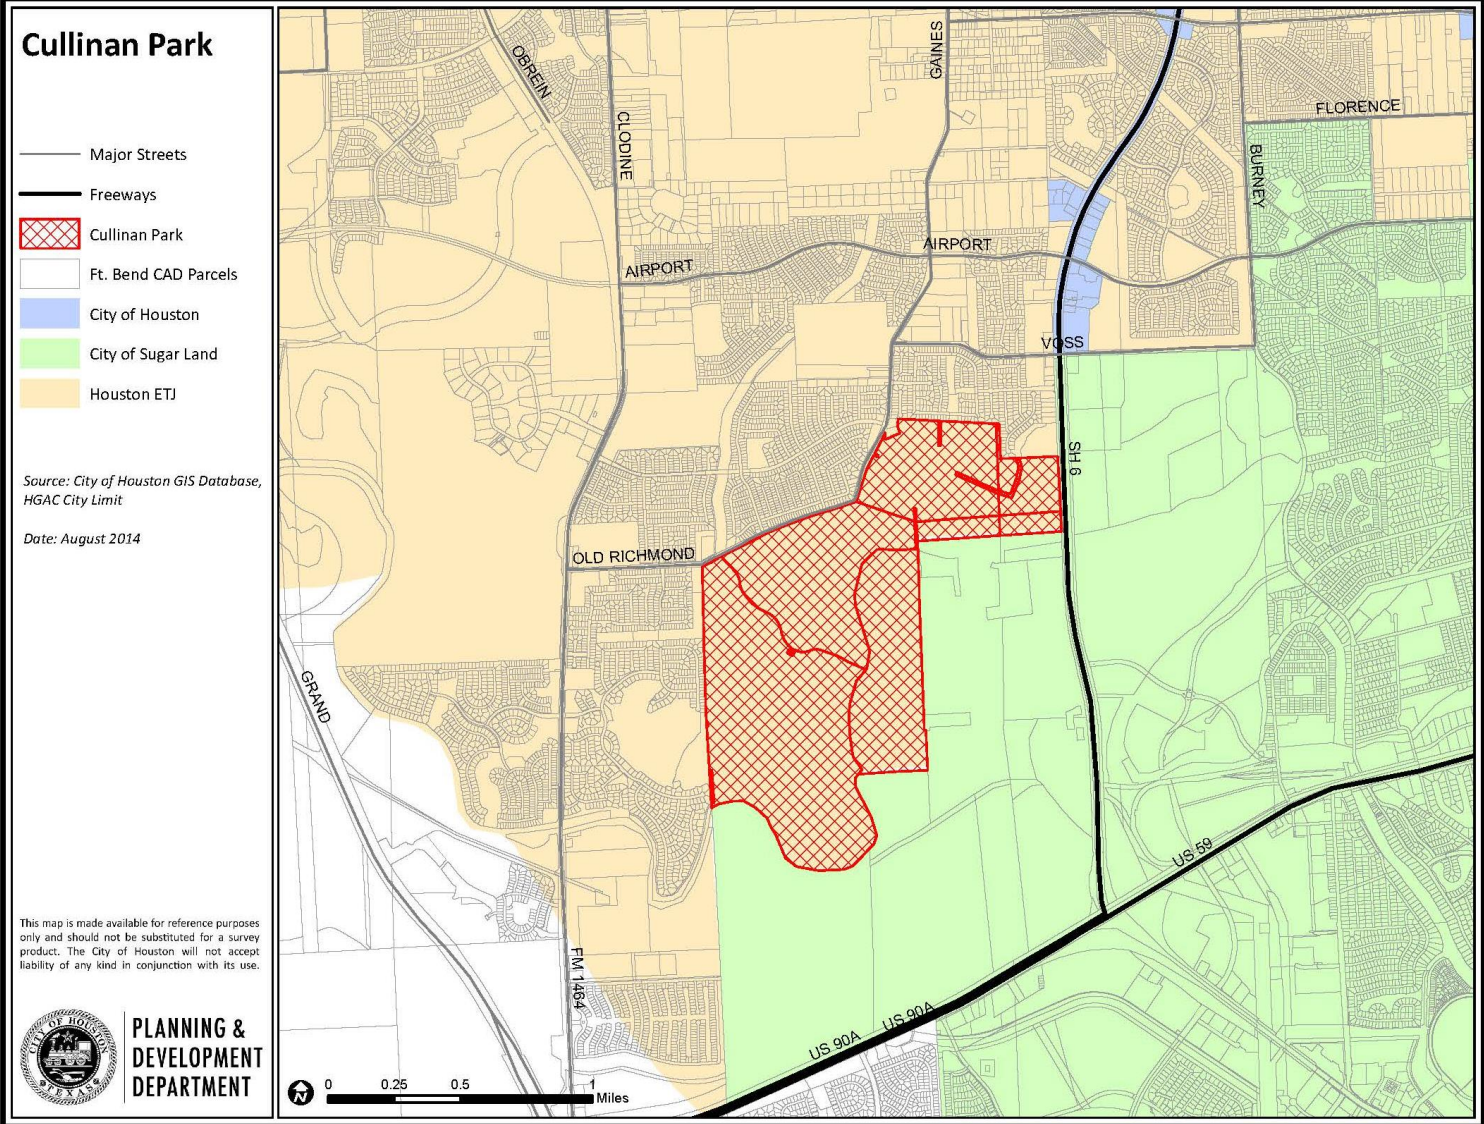 Cullinan Park
Major Streets
Freeways
Cullinan Park
Ft. Bend CAD Parcels
City of Houston
City of Sugar Land
Houston ETJ
Source: City of Houston GIS Database,
HGAC City Limit
Date: August 2014
This map is made available for reference purposes
only and should not be substituted for a survey
product. The City of Houston will not accept
liability of any kind in conjunction with its use.
CITY OF HOUSTON
TEXAS
PLANNING &
DEVELOPMENT
DEPARTMENT
OBREIN
CLODINE
GAINES
FLORENCE
BURNEY
AIRPORT
AIRPORT
VOSS
SH 6
OLD RICHMOND
GRAND
US 59
FM 1464
US 90A
US 90A
N
0 0.25 0.5 1
Miles